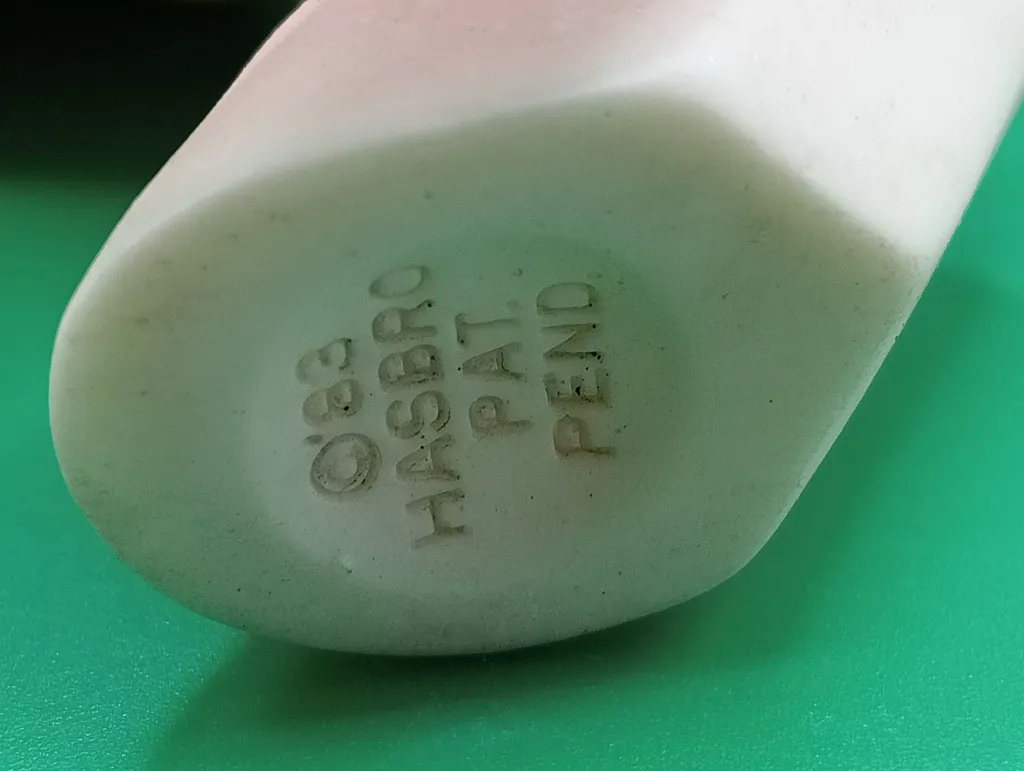 ©'83
HASBRO
PAT.
PEND.